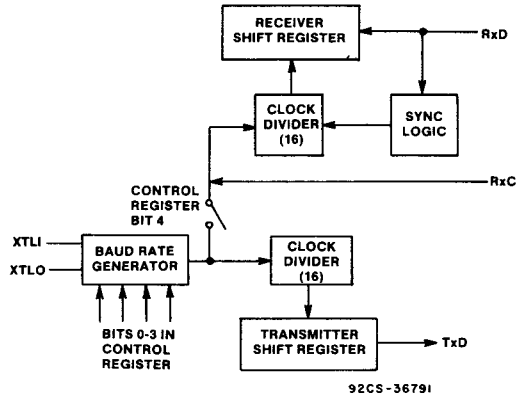 RECEIVER
SHIFT REGISTER
RxD
CLOCK
DIVIDER
(16)
SYNC
LOGIC
RxC
CONTROL
REGISTER
BIT 4
XTLI
XTLO
BAUD RATE
GENERATOR
CLOCK
DIVIDER
(16)
BITS 0-3 IN
CONTROL
REGISTER
TRANSMITTER
SHIFT REGISTER
TxD
92CS-36791